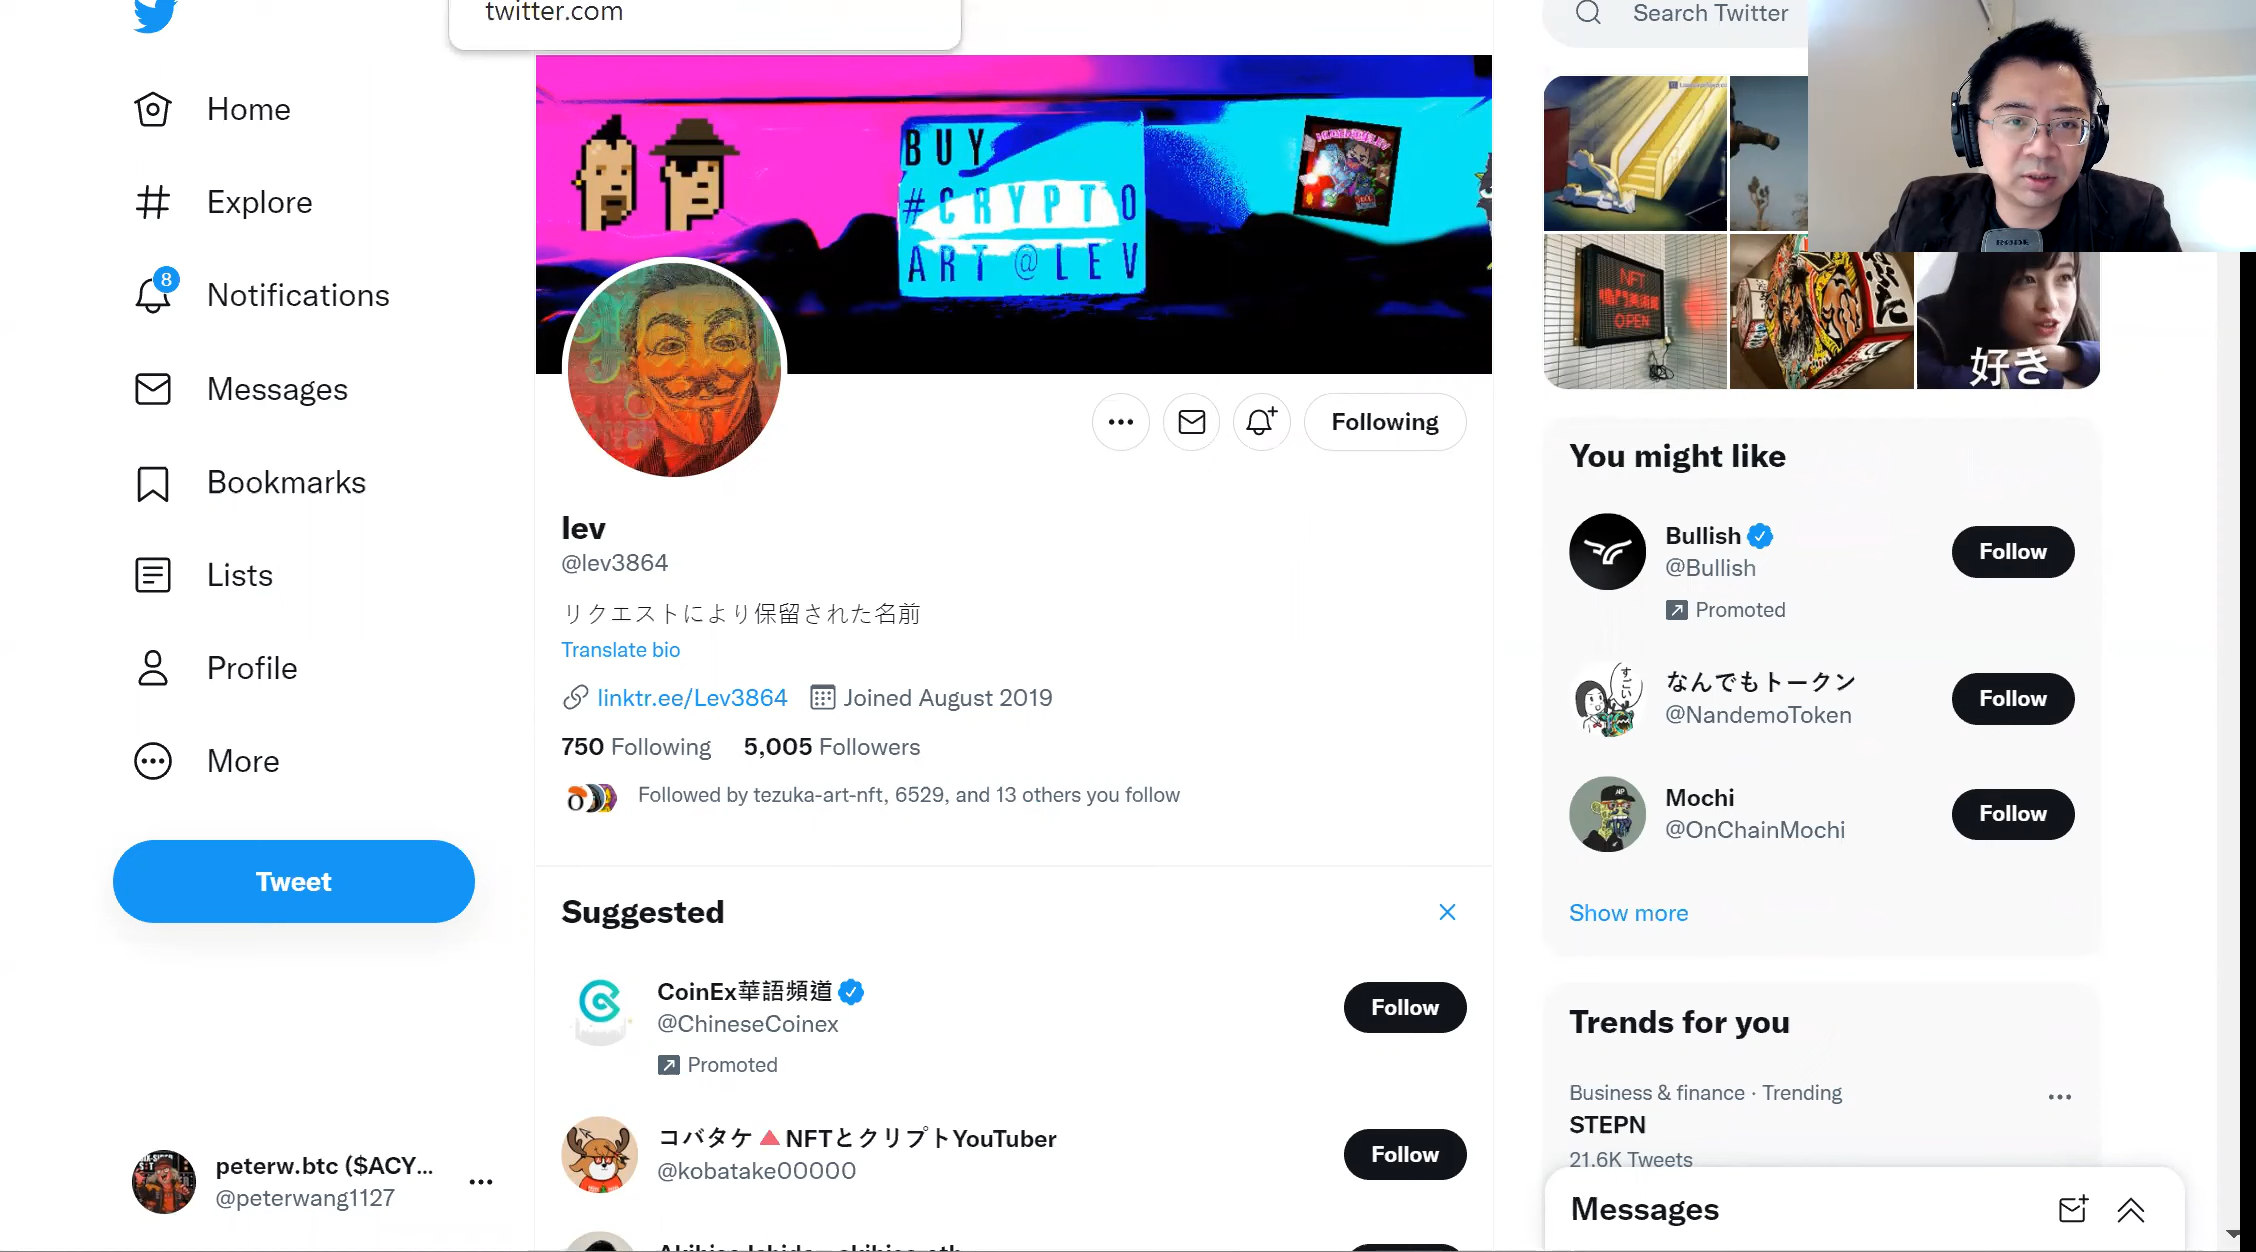 twitter.com
Search Twitter
Home
Explore
8
Notifications
Messages
Bookmarks
Lists
Profile
More
Tweet
peterw.btc ($ACY...
@peterwang1127
BUY
#CRYPTO
ART@LEV
Following
lev
@lev3864
リクエストにより保留された名前
Translate bio
linktr.ee/Lev3864
Joined August 2019
750 Following
5,005 Followers
Followed by tezuka-art-nft, 6529, and 13 others you follow
Suggested
CoinEx華語頻道
@ChineseCoinex
Promoted
Follow
コバタケ🔺NFTとクリプトYouTuber
@kobatake00000
Follow
RODE
NFT
OPEN
好き
You might like
Bullish
@Bullish
Promoted
Follow
すごい
なんでもトークン
@NandemoToken
Follow
Mochi
@OnChainMochi
Follow
Show more
Trends for you
Business & finance · Trending
STEPN
21.6K Tweets
Messages